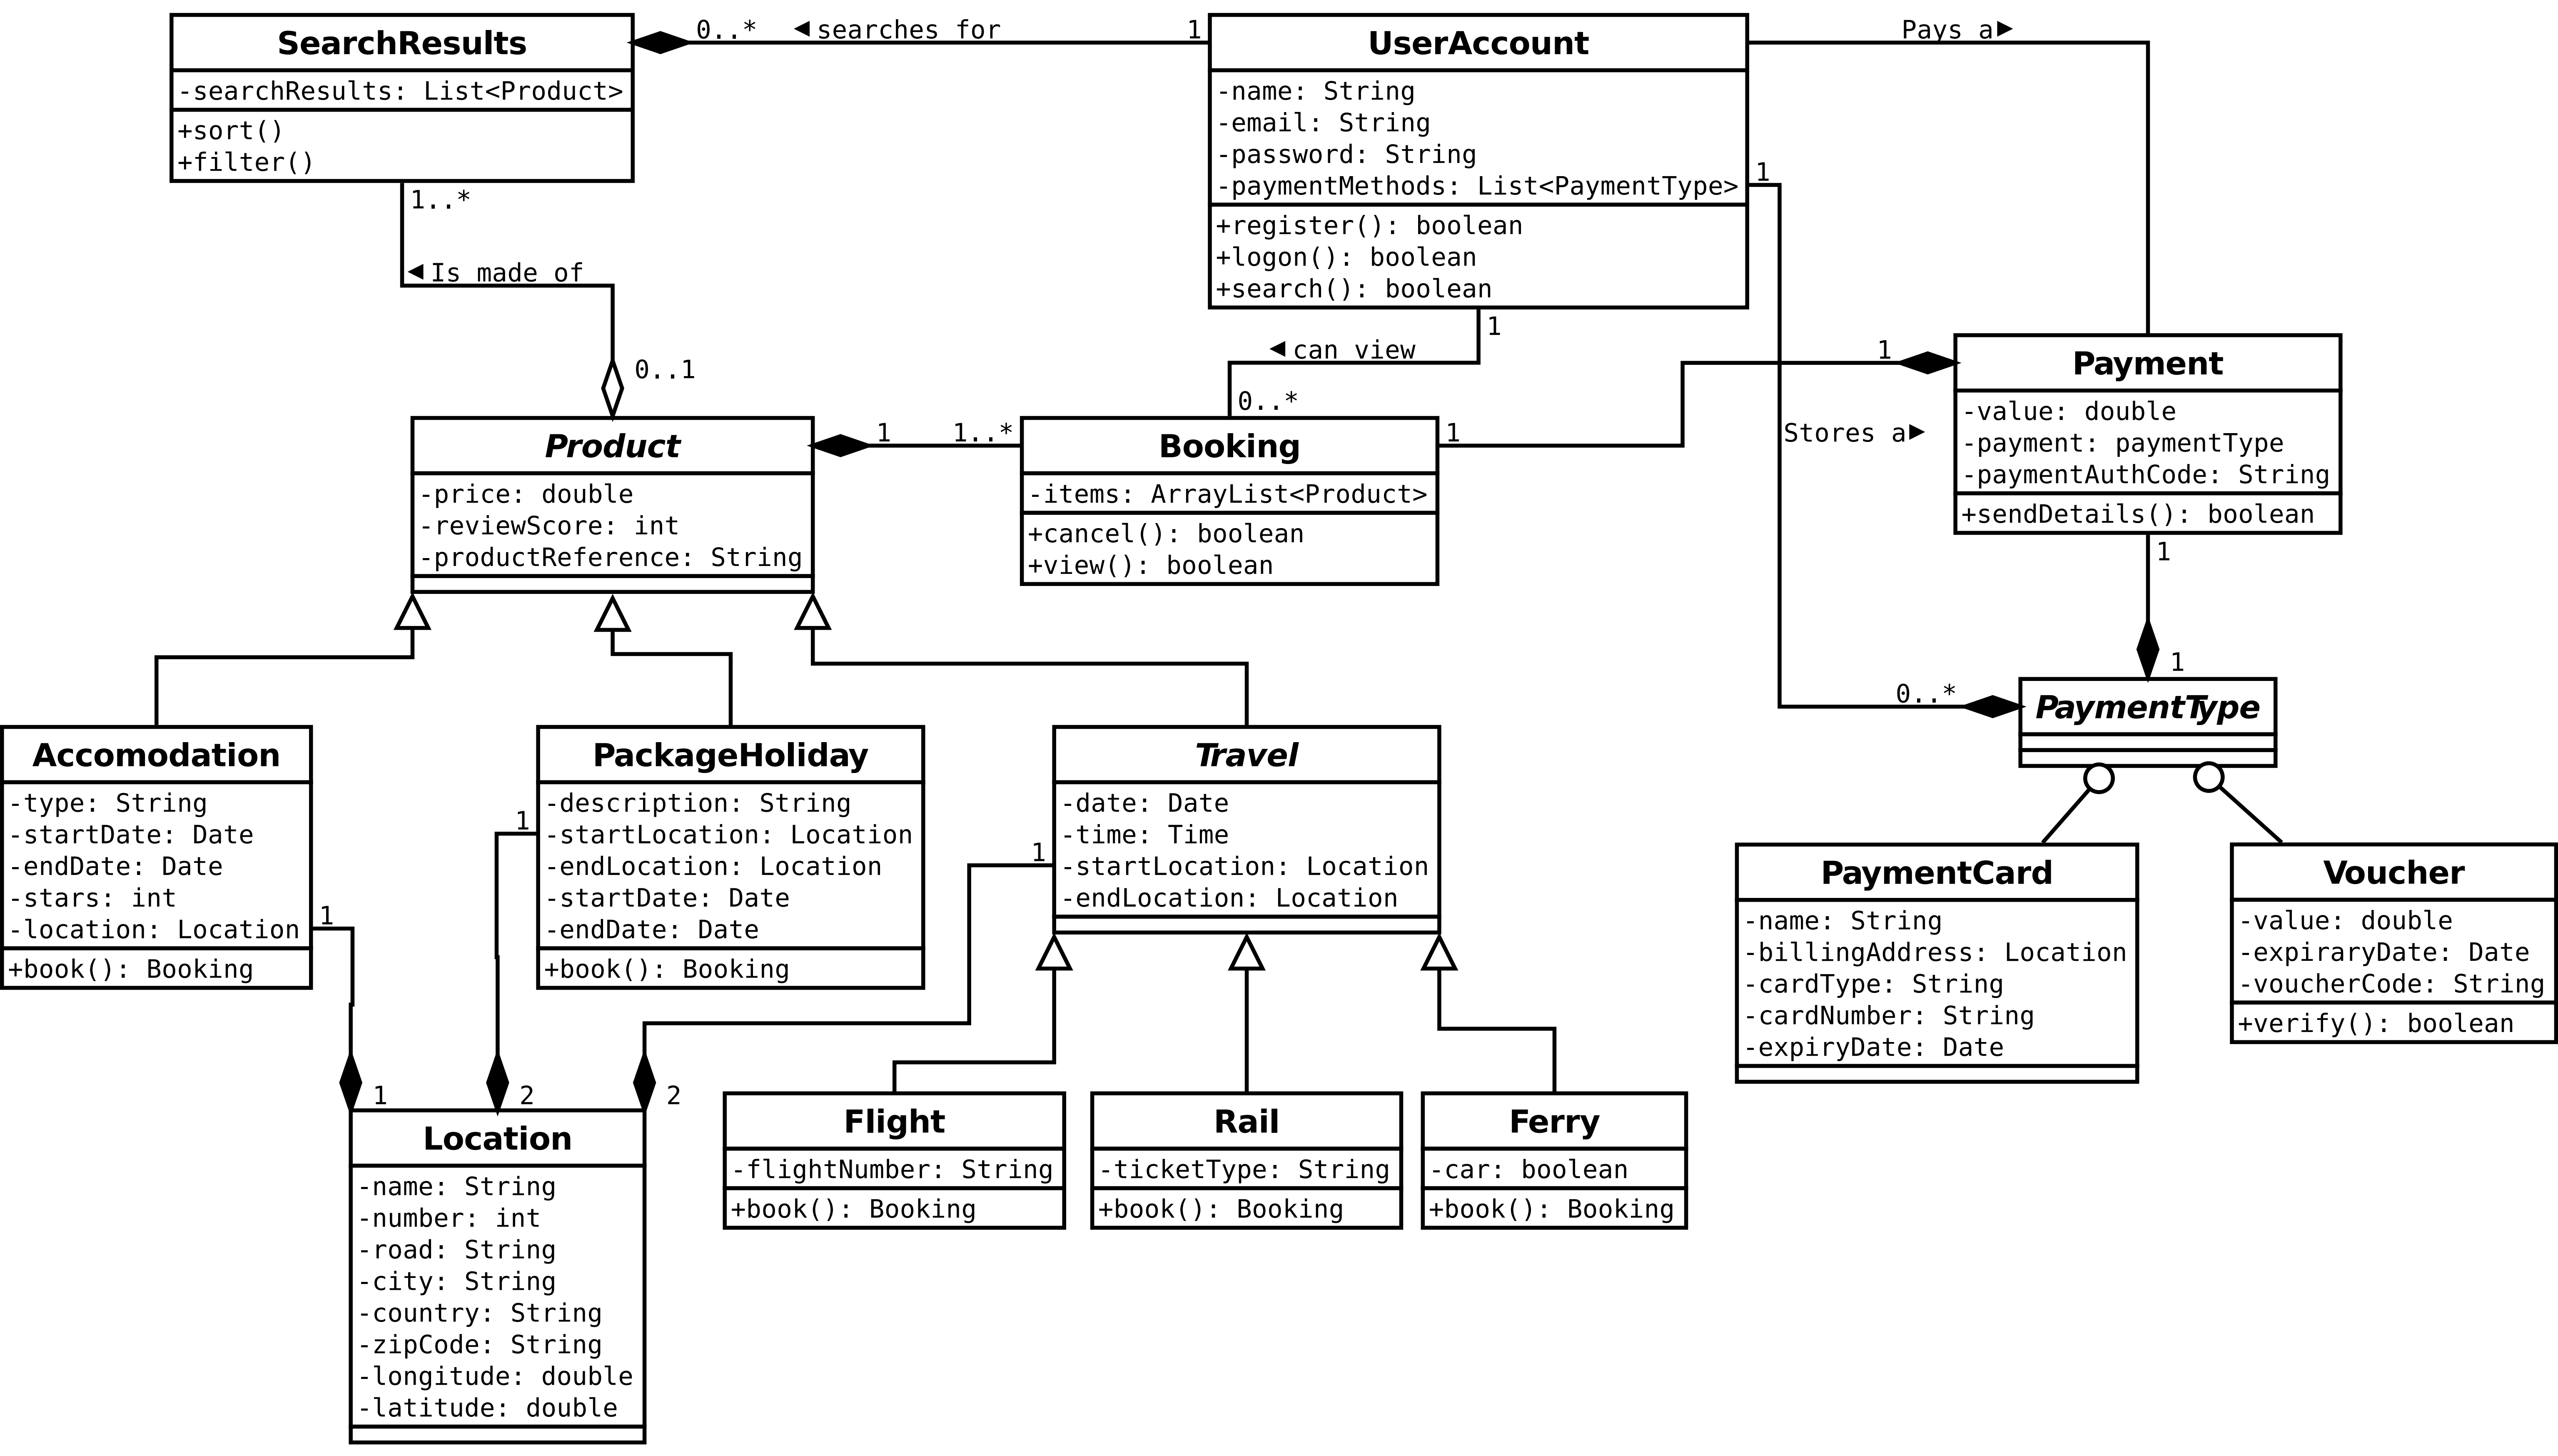 SearchResults
-searchResults: List<Product>
+sort()
+filter()
0..*
◄ searches for
1
UserAccount
-name: String
-email: String
-password: String
-paymentMethods: List<PaymentType>
+register(): boolean
+logon(): boolean
+search(): boolean
Pays a►
1
1..*
◄ Is made of
0..1
1
◄ can view
0..*
Product
-price: double
-reviewScore: int
-productReference: String
1
1..*
Booking
-items: ArrayList<Product>
+cancel(): boolean
+view(): boolean
1
1
Stores a►
Payment
-value: double
-payment: paymentType
-paymentAuthCode: String
+sendDetails(): boolean
1
1
0..*
PaymentType
Accomodation
-type: String
-startDate: Date
-endDate: Date
-stars: int
-location: Location
+book(): Booking
1
1
PackageHoliday
-description: String
-startLocation: Location
-endLocation: Location
-startDate: Date
-endDate: Date
+book(): Booking
1
Travel
-date: Date
-time: Time
-startLocation: Location
-endLocation: Location
PaymentCard
-name: String
-billingAddress: Location
-cardType: String
-cardNumber: String
-expiryDate: Date
Voucher
-value: double
-expiraryDate: Date
-voucherCode: String
+verify(): boolean
1
2
2
Location
-name: String
-number: int
-road: String
-city: String
-country: String
-zipCode: String
-longitude: double
-latitude: double
Flight
-flightNumber: String
+book(): Booking
Rail
-ticketType: String
+book(): Booking
Ferry
-car: boolean
+book(): Booking